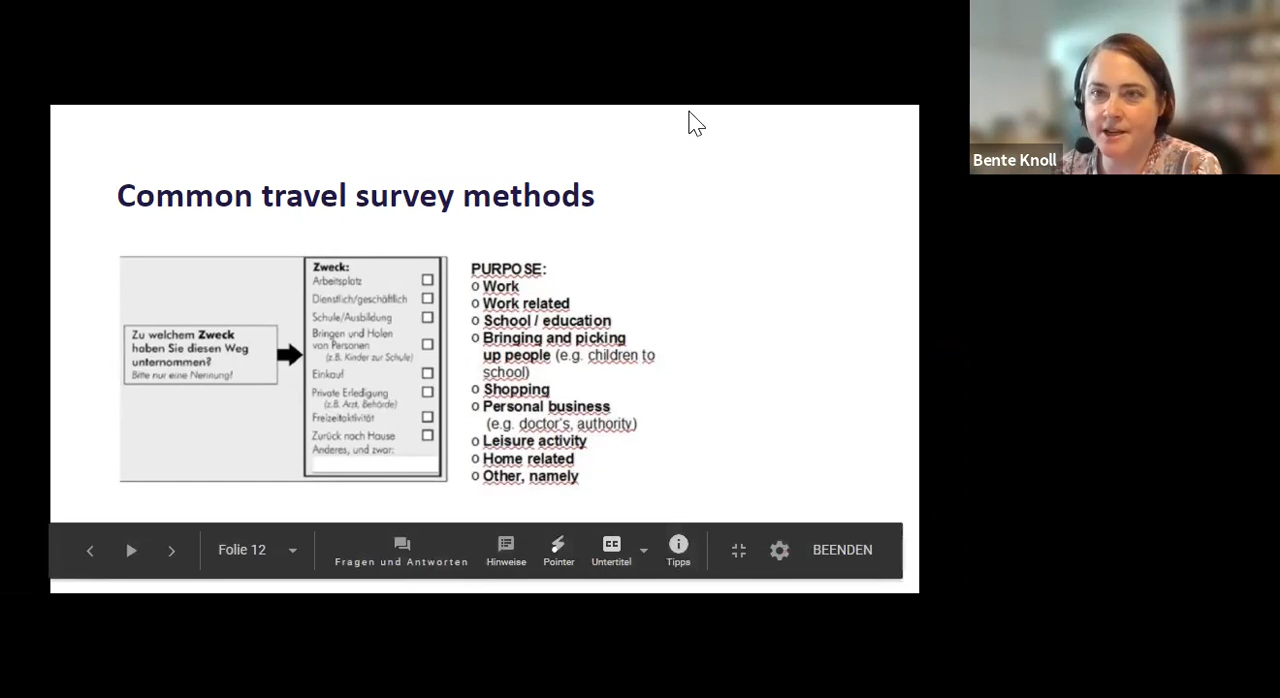 Bente Knoll
Common travel survey methods
Zu welchem Zweck
haben Sie diesen Weg
unternommen?
Bitte nur eine Nennung!
Zweck:
Arbeitsplatz
Dienstlich/geschäftlich
Schule/Ausbildung
Bringen und Holen
von Personen
(z.B. Kinder zur Schule)
Einkauf
Private Erledigung
(z.B. Arzt, Behörde)
Freizeitaktivität
Zurück nach Hause
Anderes, und zwar:
PURPOSE:
o Work
o Work related
o School / education
o Bringing and picking
up people (e.g. children to
school)
o Shopping
o Personal business
(e.g. doctor's, authority)
o Leisure activity
o Home related
o Other, namely
Folie 12
Fragen und Antworten
Hinweise
Pointer
CC
Untertitel
Tipps
BEENDEN